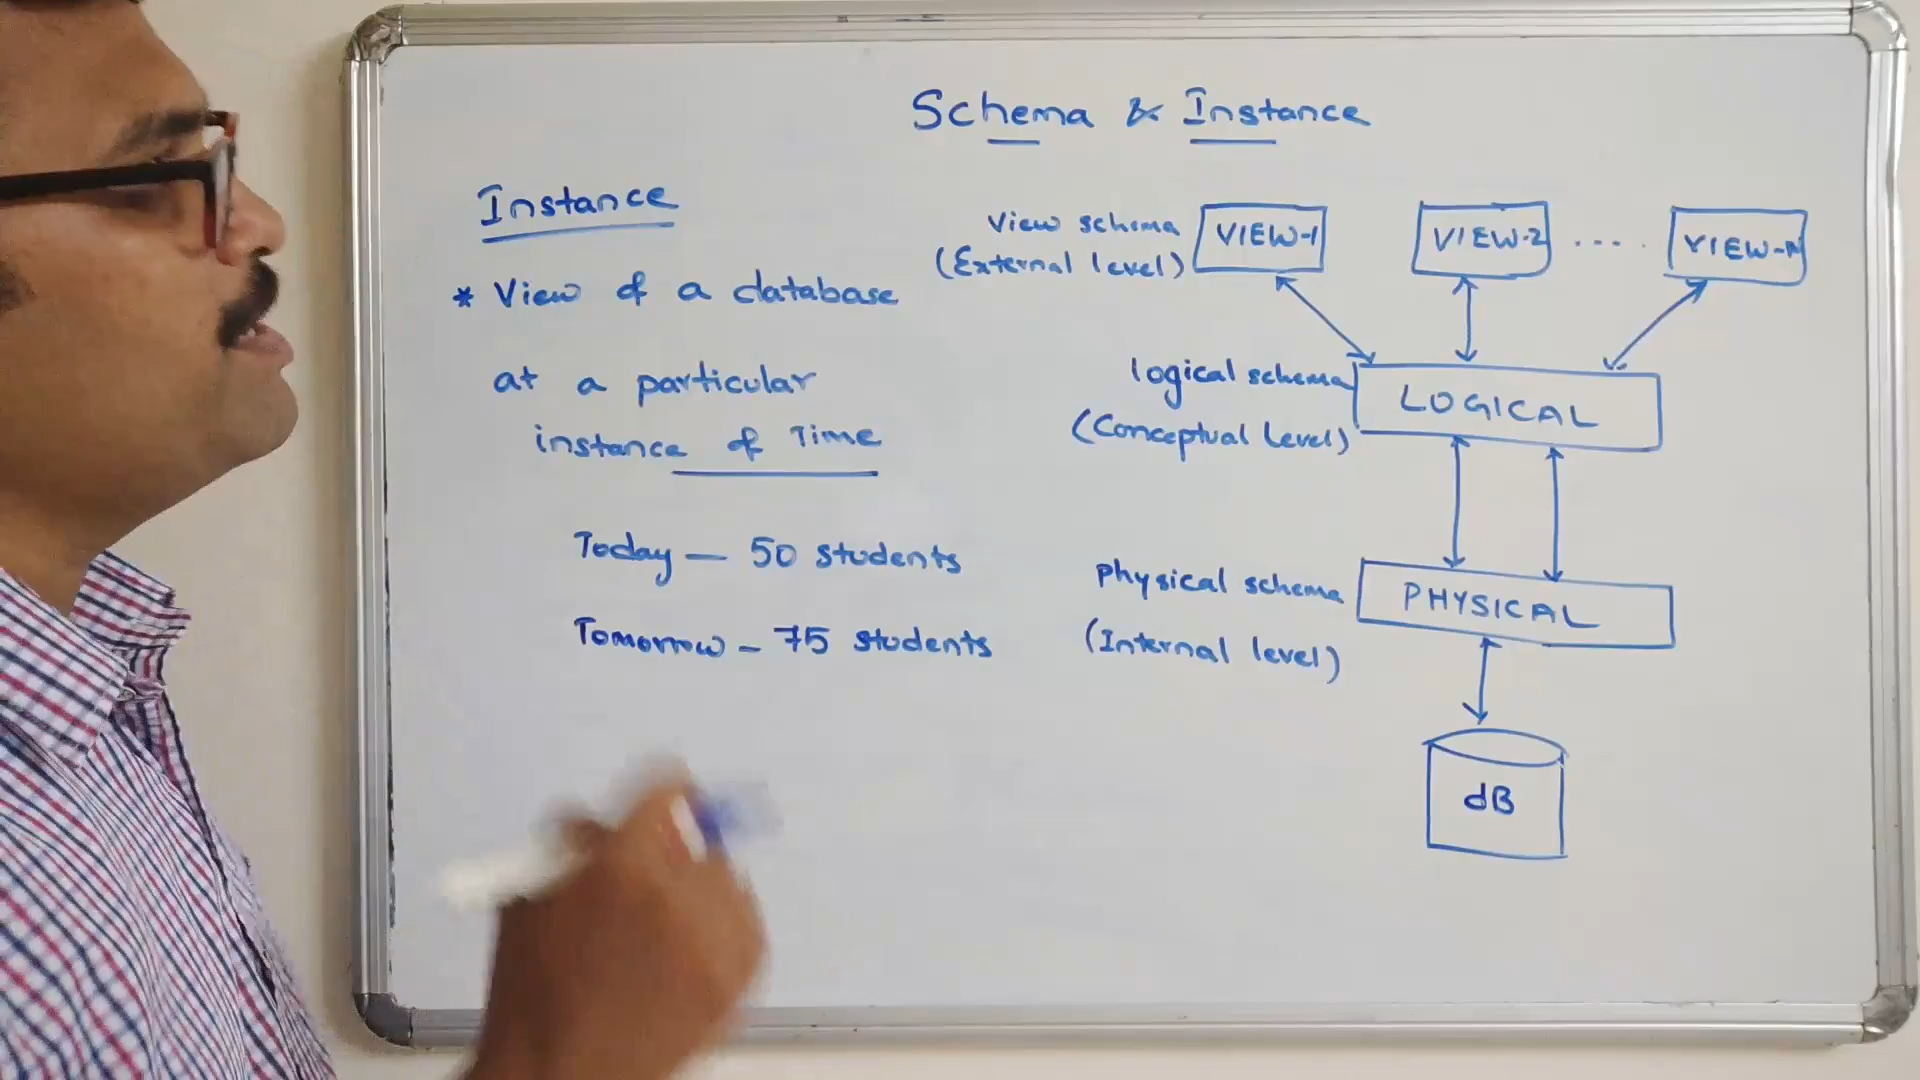 Schema & Instance
Instance
* View of a database
at a particular
instance of Time
Today — 50 students
Tomorrow - 75 students
View schema
(External level)
VIEW-1
VIEW-2
....
VIEW-N
logical schema
(Conceptual Level)
LOGICAL
physical schema
(Internal level)
PHYSICAL
dB